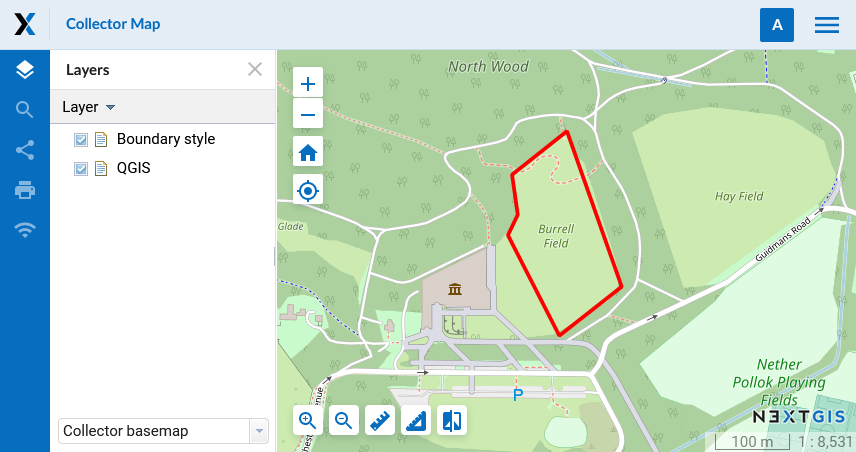 Collector Map
A
Layers
Layer
Boundary style
QGIS
Collector basemap
North Wood
Hay Field
Burrell
Field
Glade
Guidmans Road
Nether
Pollok Playing
Fields
P
NEXTGIS
100 m
1 : 8,531